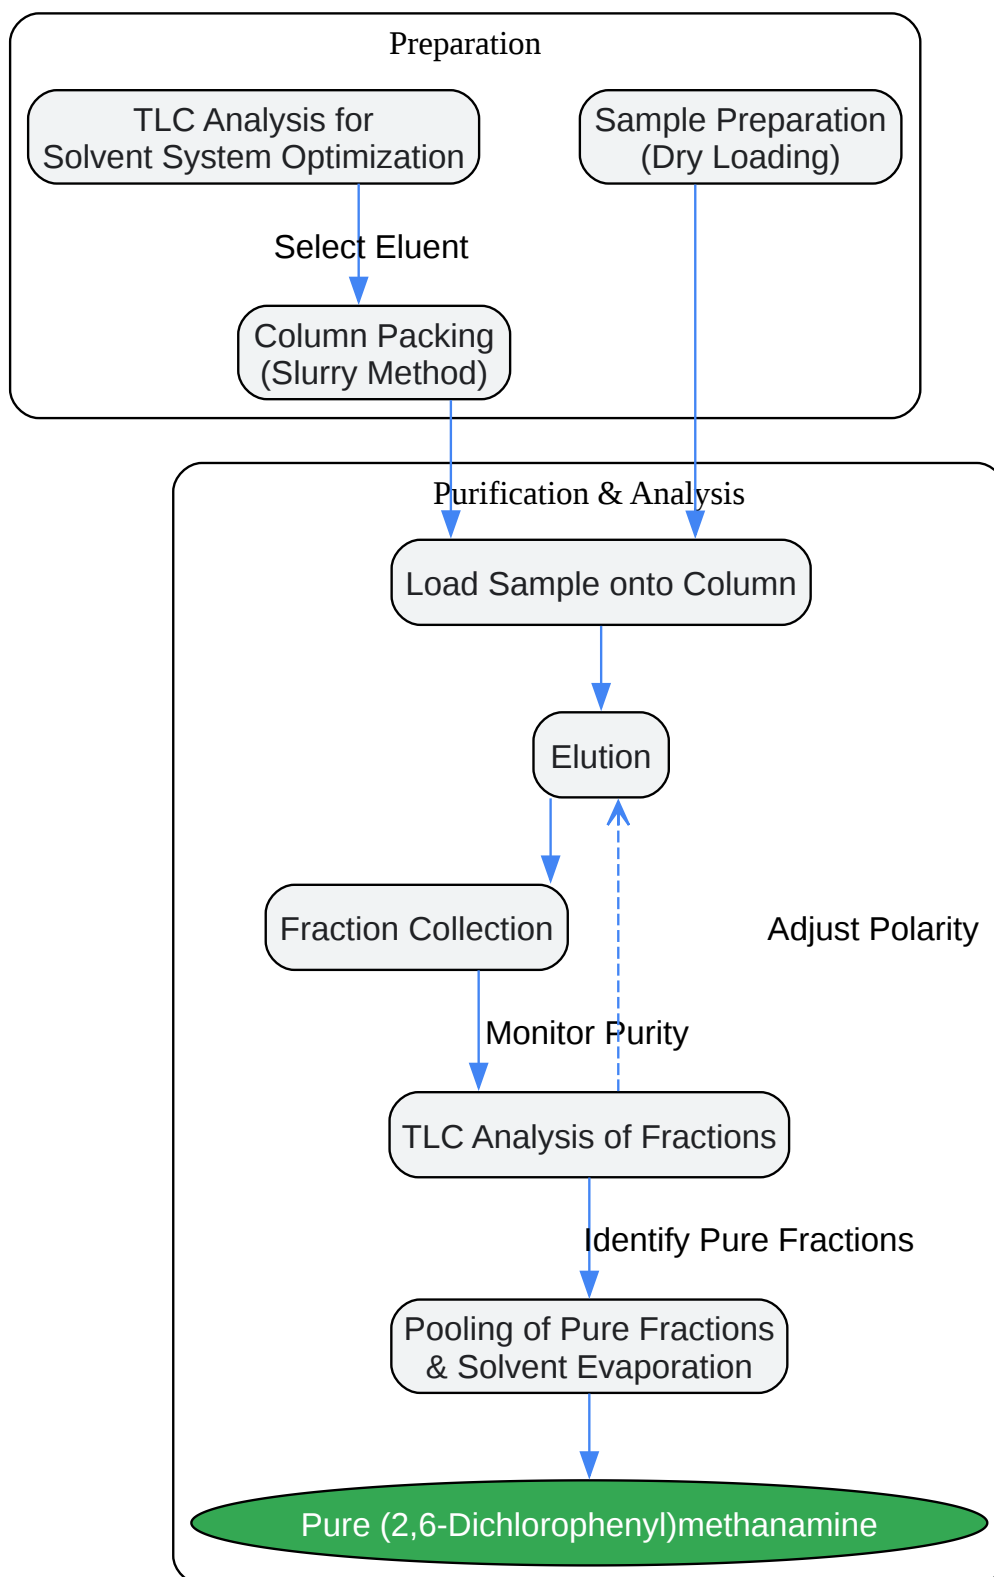 Preparation
TLC Analysis for
Solvent System Optimization
Sample Preparation
(Dry Loading)
Select Eluent
Column Packing
(Slurry Method)
Purification & Analysis
Load Sample onto Column
Elution
Fraction Collection
Adjust Polarity
Monitor Purity
TLC Analysis of Fractions
Identify Pure Fractions
Pooling of Pure Fractions
& Solvent Evaporation
Pure (2,6-Dichlorophenyl)methanamine